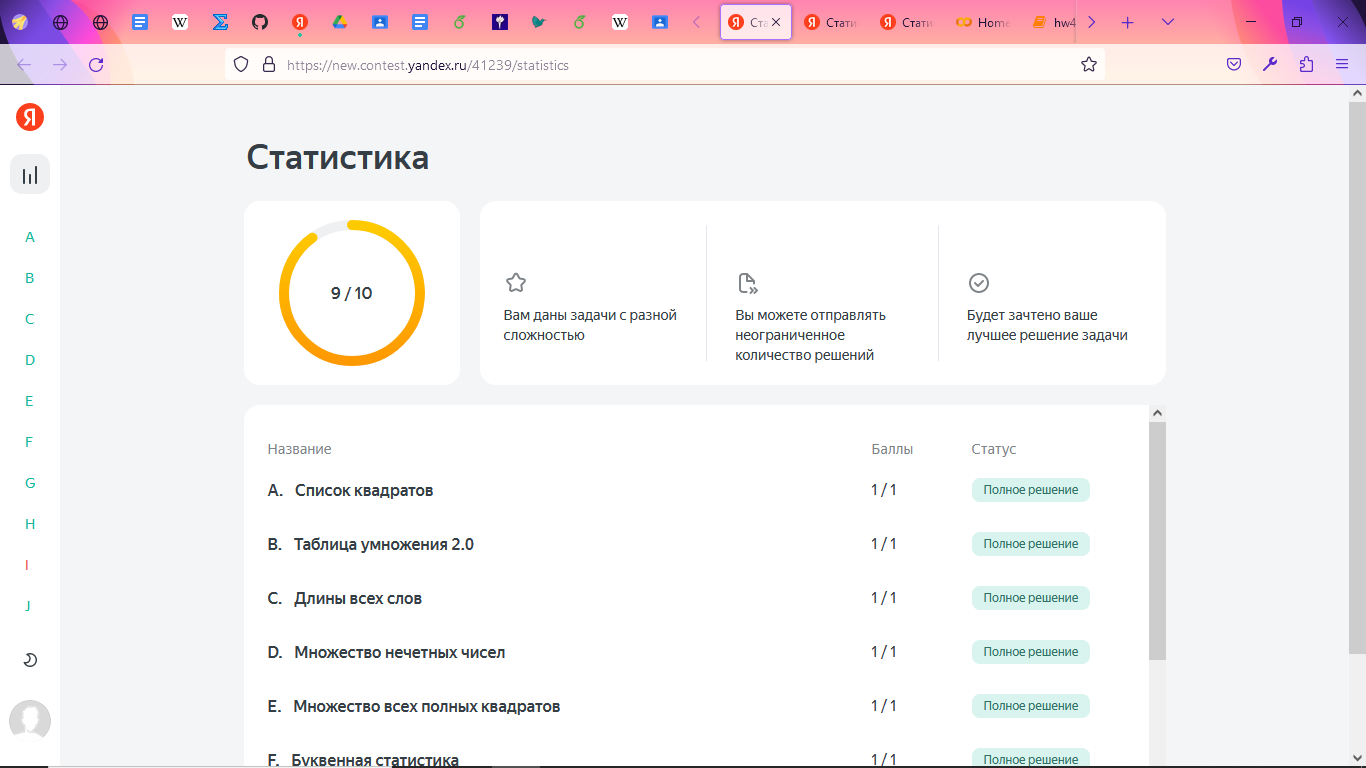 Ста
Стати
Стати
Home
hw4
https://new.contest.yandex.ru/41239/statistics
Я
A
B
C
D
E
F
G
H
I
J
Статистика
9 / 10
Вам даны задачи с разной
сложностью
Вы можете отправлять
неограниченное
количество решений
Будет зачтено ваше
лучшее решение задачи
Название Баллы Статус
A. Список квадратов 1 / 1 Полное решение
B. Таблица умножения 2.0 1 / 1 Полное решение
C. Длины всех слов 1 / 1 Полное решение
D. Множество нечетных чисел 1 / 1 Полное решение
E. Множество всех полных квадратов 1 / 1 Полное решение
F. Буквенная статистика 1 / 1 Полное решение